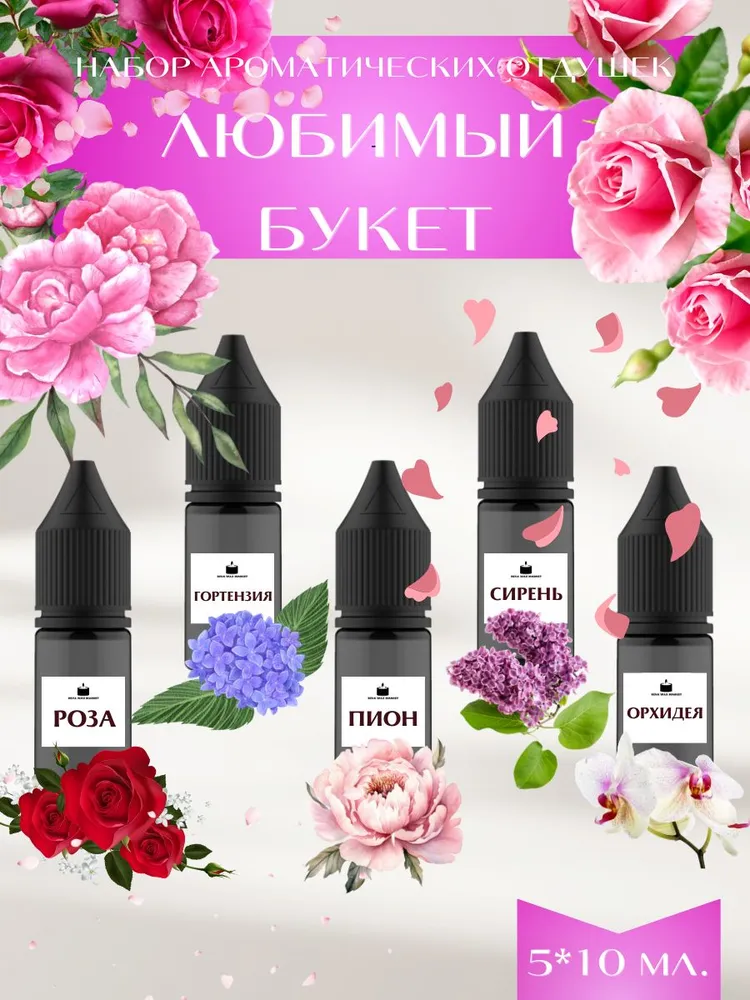 НАБОР АРОМАТИЧЕСКИХ ОТДУШЕК
ЛЮБИМЫЙ
БУКЕТ
ГОРТЕНЗИЯ
СИРЕНЬ
РОЗА
ПИОН
ОРХИДЕЯ
5*10 МЛ.